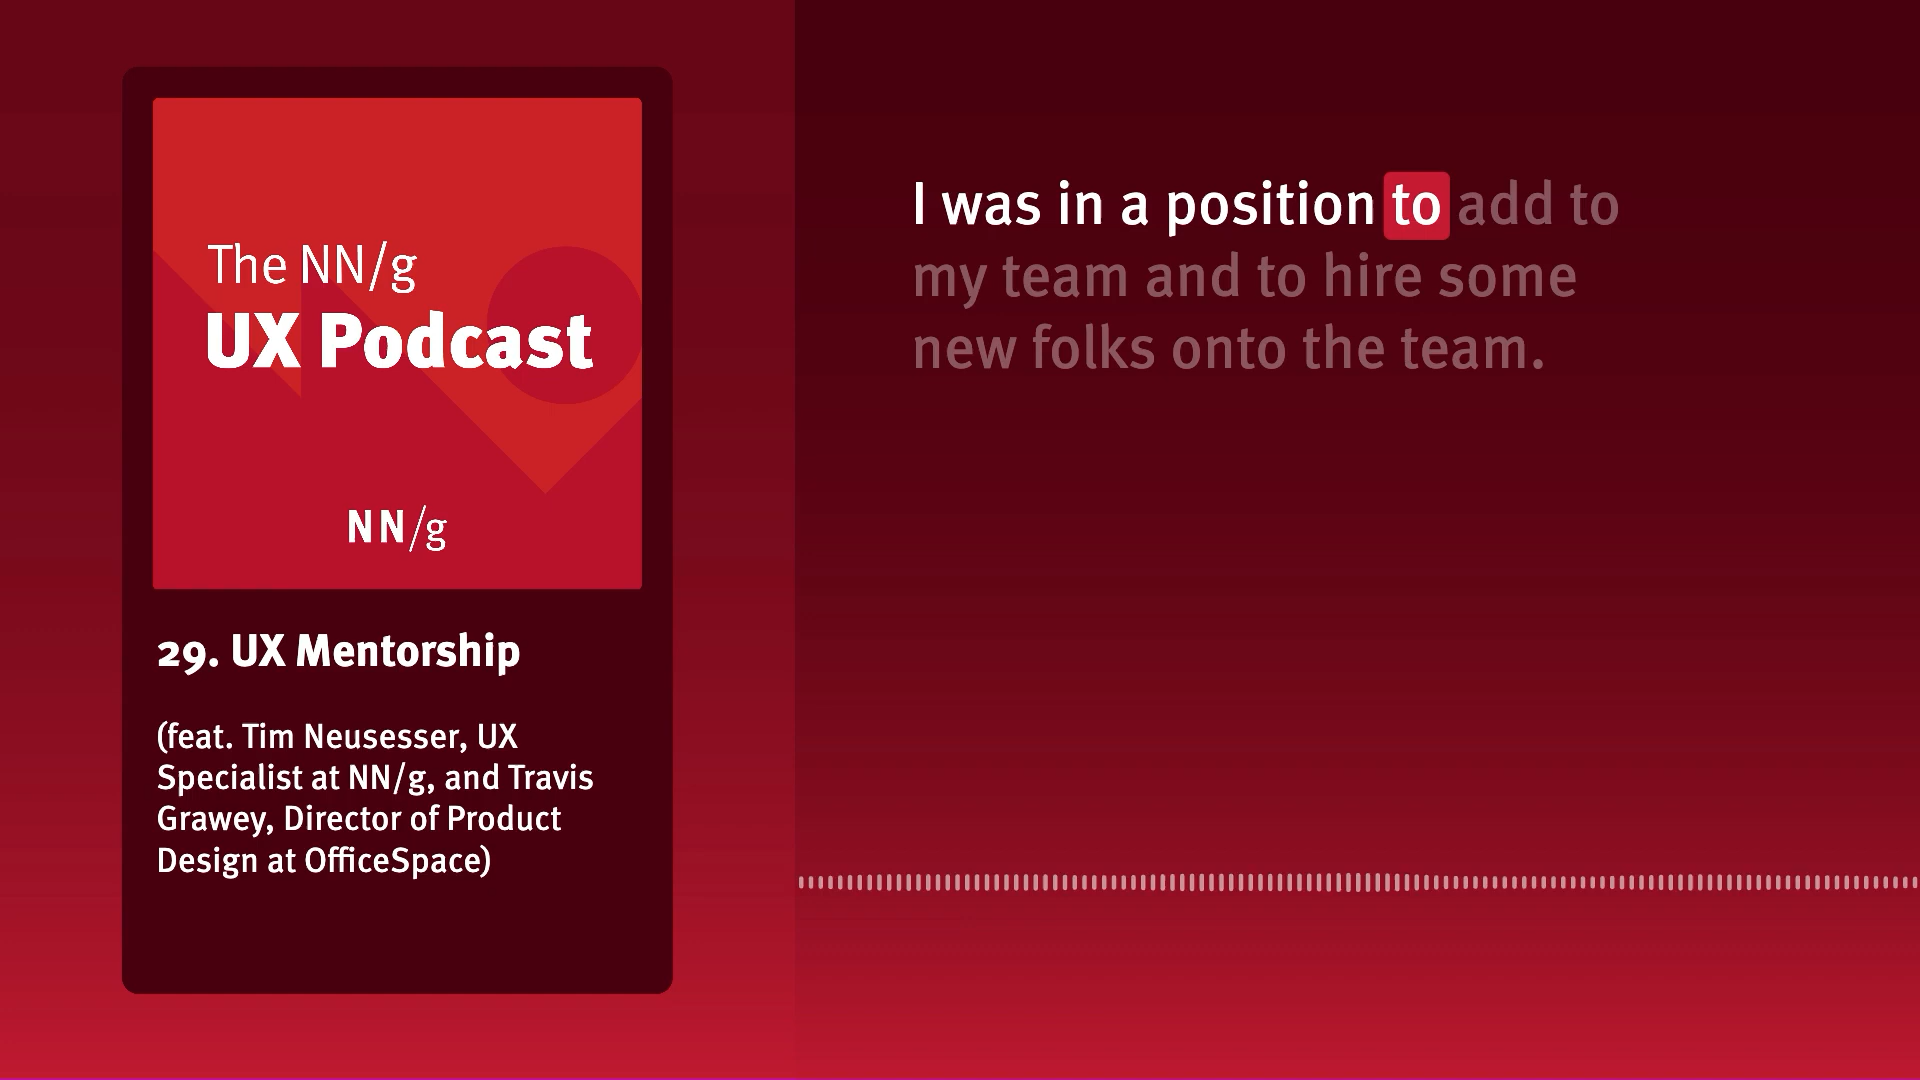 The NN/g
UX Podcast
NN/g
29. UX Mentorship
(feat. Tim Neusesser, UX
Specialist at NN/g, and Travis
Grawey, Director of Product
Design at OfficeSpace)
I was in a position to add to
my team and to hire some
new folks onto the team.